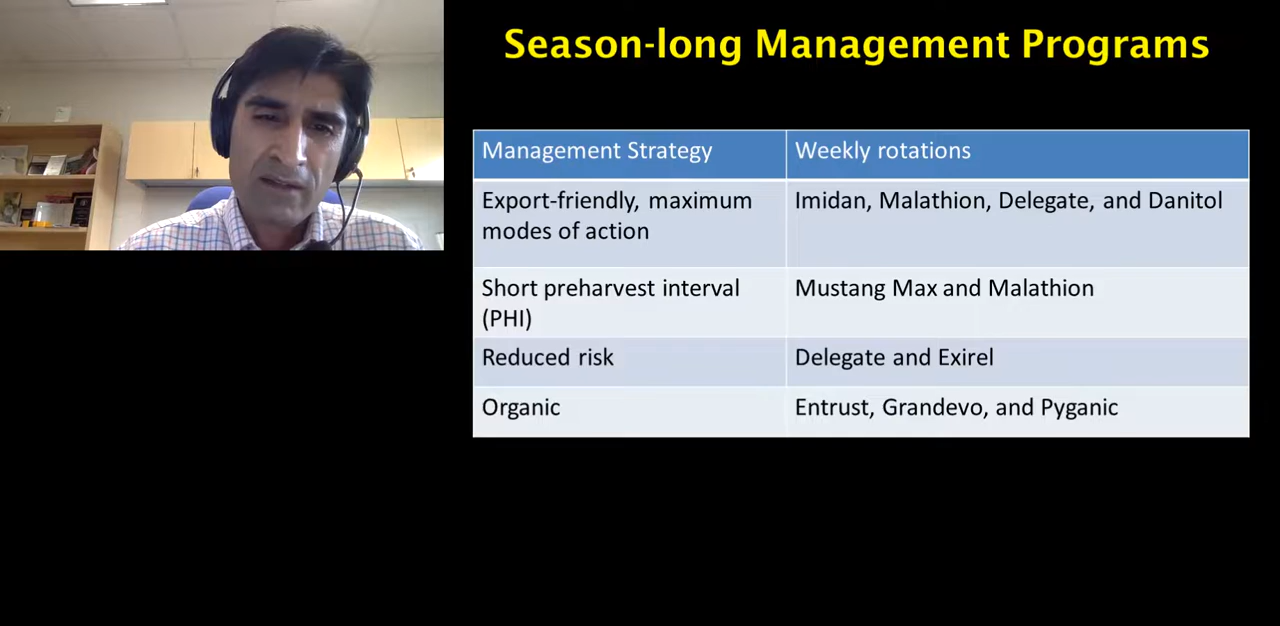 Season-long Management Programs
Management Strategy
Weekly rotations
Export-friendly, maximum
modes of action
Imidan, Malathion, Delegate, and Danitol
Short preharvest interval
(PHI)
Mustang Max and Malathion
Reduced risk
Delegate and Exirel
Organic
Entrust, Grandevo, and Pyganic